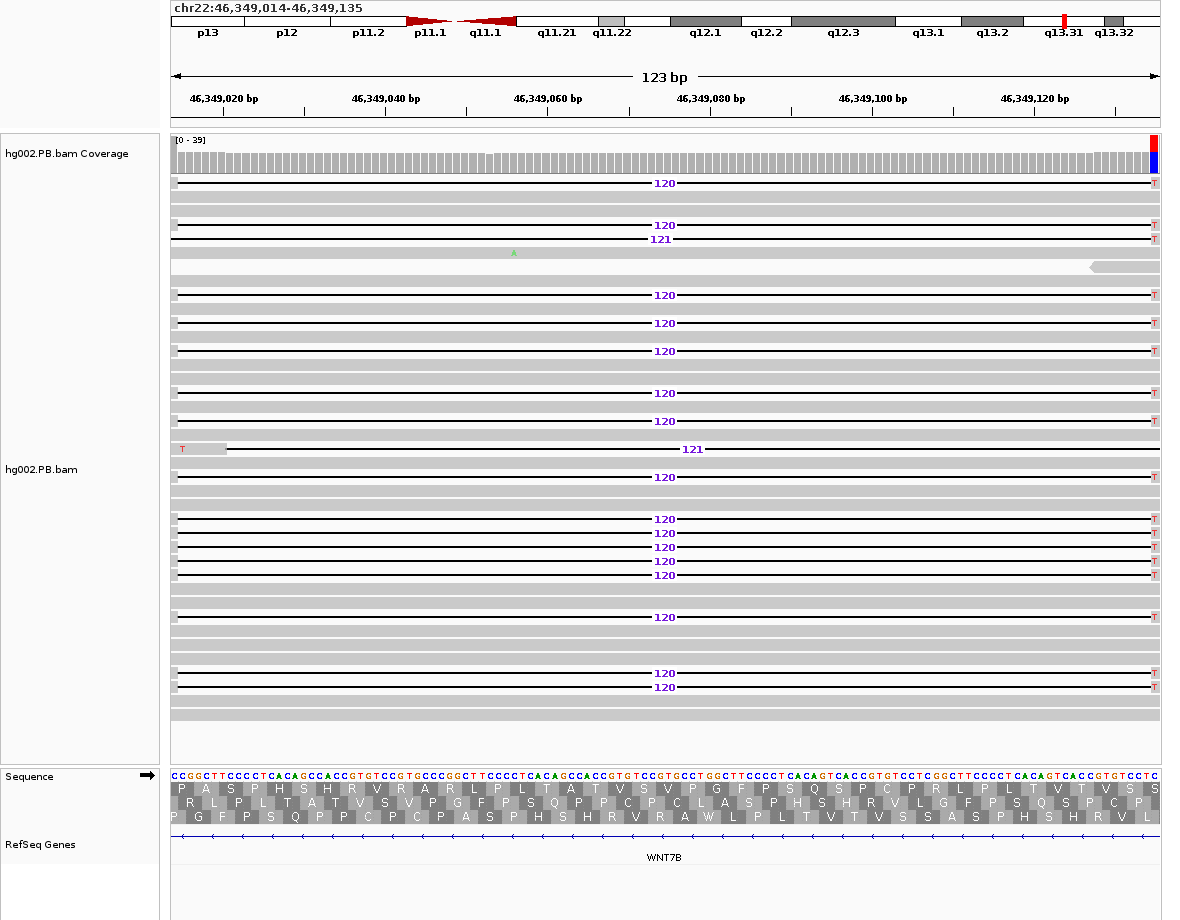 chr22:46,349,014-46,349,135
p13 p12 p11.2 p11.1 q11.1 q11.21 q11.22 q12.1 q12.2 q12.3 q13.1 q13.2 q13.31 q13.32
123 bp
46,349,020 bp 46,349,040 bp 46,349,060 bp 46,349,080 bp 46,349,100 bp 46,349,120 bp
[0 - 39]
hg002.PB.bam Coverage
120 T
120 T
121 T
A
120 T
120 T
120 T
120 T
120 T
T 121
hg002.PB.bam
120 T
120 T
120 T
120 T
120 T
120 T
120 T
120 T
120 T
Sequence CCGGCTTCCCCTCACAGCCACCGTGTCCGTGCCCGGCTTCCCCTCACAGCCACCGTGTCCGTGCCTGGCTTCCCCTCACAGTCACCGTGTCCTCGGCTTCCCCTCACAGTCACCGTGTCCTC
P A S P H S H R V R A R L P L T A T V S V P G F P S Q S P C P R L P L T V T V S S
R L P L T A T V S V P G F P S Q P P C P C L A S P H S H R V L G F P S Q S P C P
P G F P S Q P P C P C P A S P H S H R V R A W L P L T V T V S S A S P H S H R V L
RefSeq Genes
WNT7B